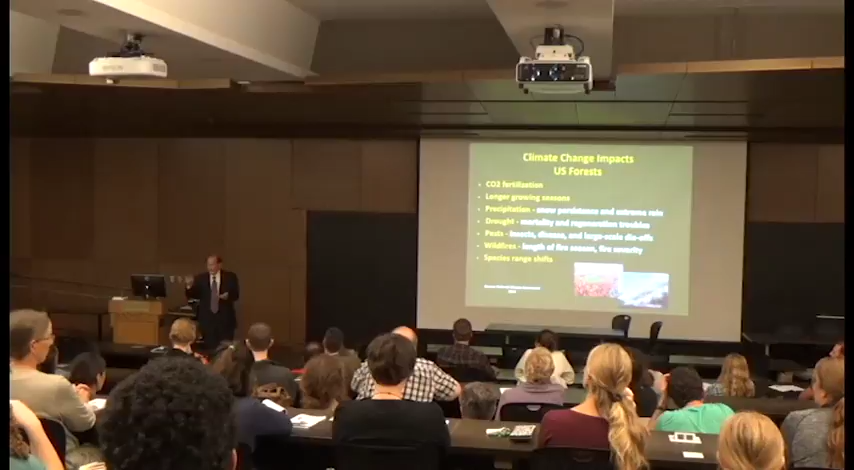 Climate Change Impacts
US Forests
• CO2 fertilization
• Longer growing seasons
• Precipitation - snow persistence and extreme rain
• Drought - mortality and regeneration troubles
• Pests - insects, disease, and large-scale die-offs
• Wildfires - length of fire season, fire severity
• Species range shifts